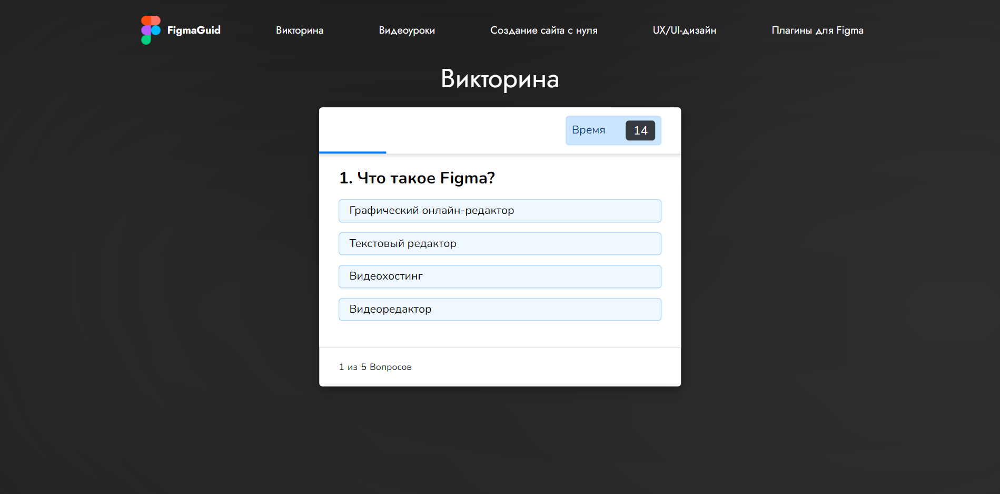 FigmaGuid
Викторина
Видеоуроки
Создание сайта с нуля
UX/UI-дизайн
Плагины для Figma
Викторина
Время 14
1. Что такое Figma?
Графический онлайн-редактор
Текстовый редактор
Видеохостинг
Видеоредактор
1 из 5 Вопросов